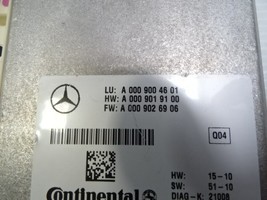 LU: A 000 900 46 01
HW: A 000 901 91 00
FW: A 000 902 69 06
Q04
HW: 15-10
SW: 51-10
Continental
DIAG-K: 21008